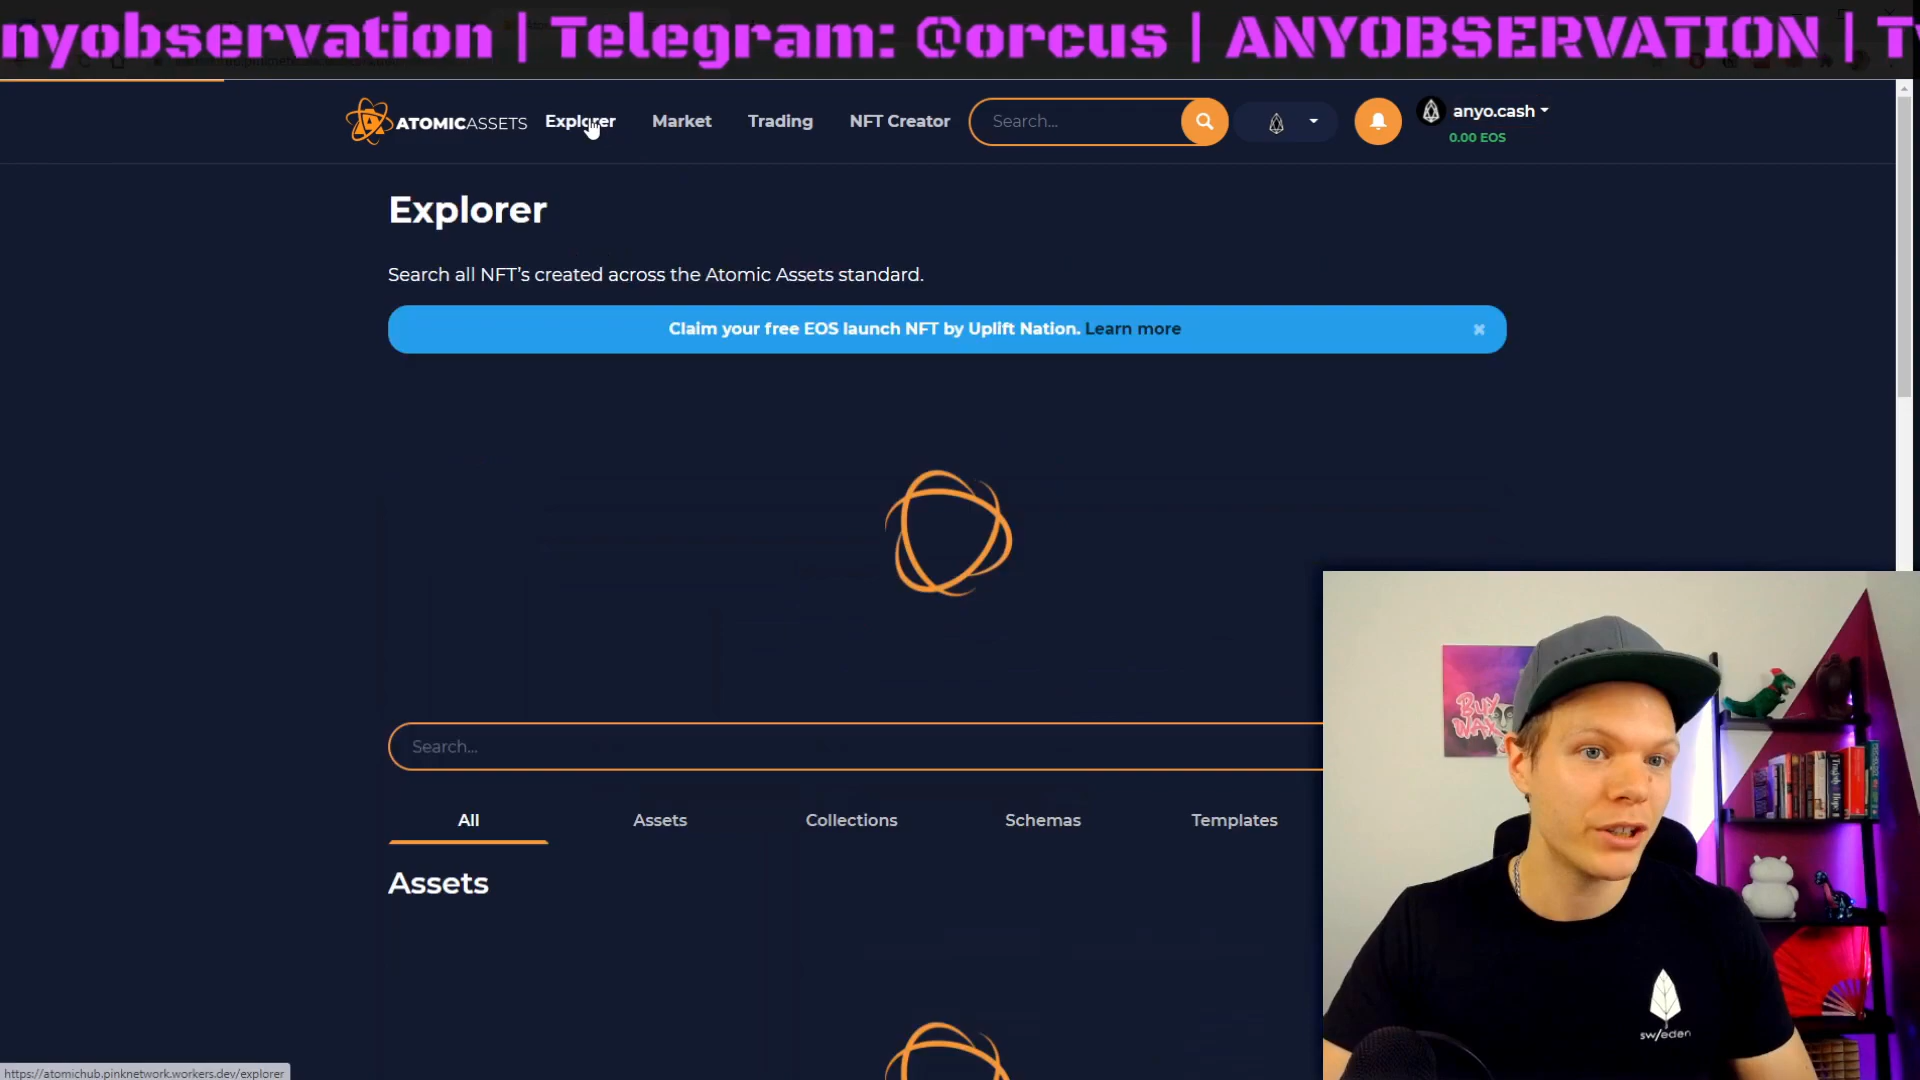 nyobservation | Telegram: @orcus | ANYOBSERVATION | T
ATOMICASSETS
Explorer
Market
Trading
NFT Creator
Search...
anyo.cash
0.00 EOS
Explorer
Search all NFT’s created across the Atomic Assets standard.
Claim your free EOS launch NFT by Uplift Nation. Learn more
Search...
All
Assets
Collections
Schemas
Templates
Assets
BUY
WAX
sw/eden
https://atomichub.pinknetwork.workers.dev/explorer